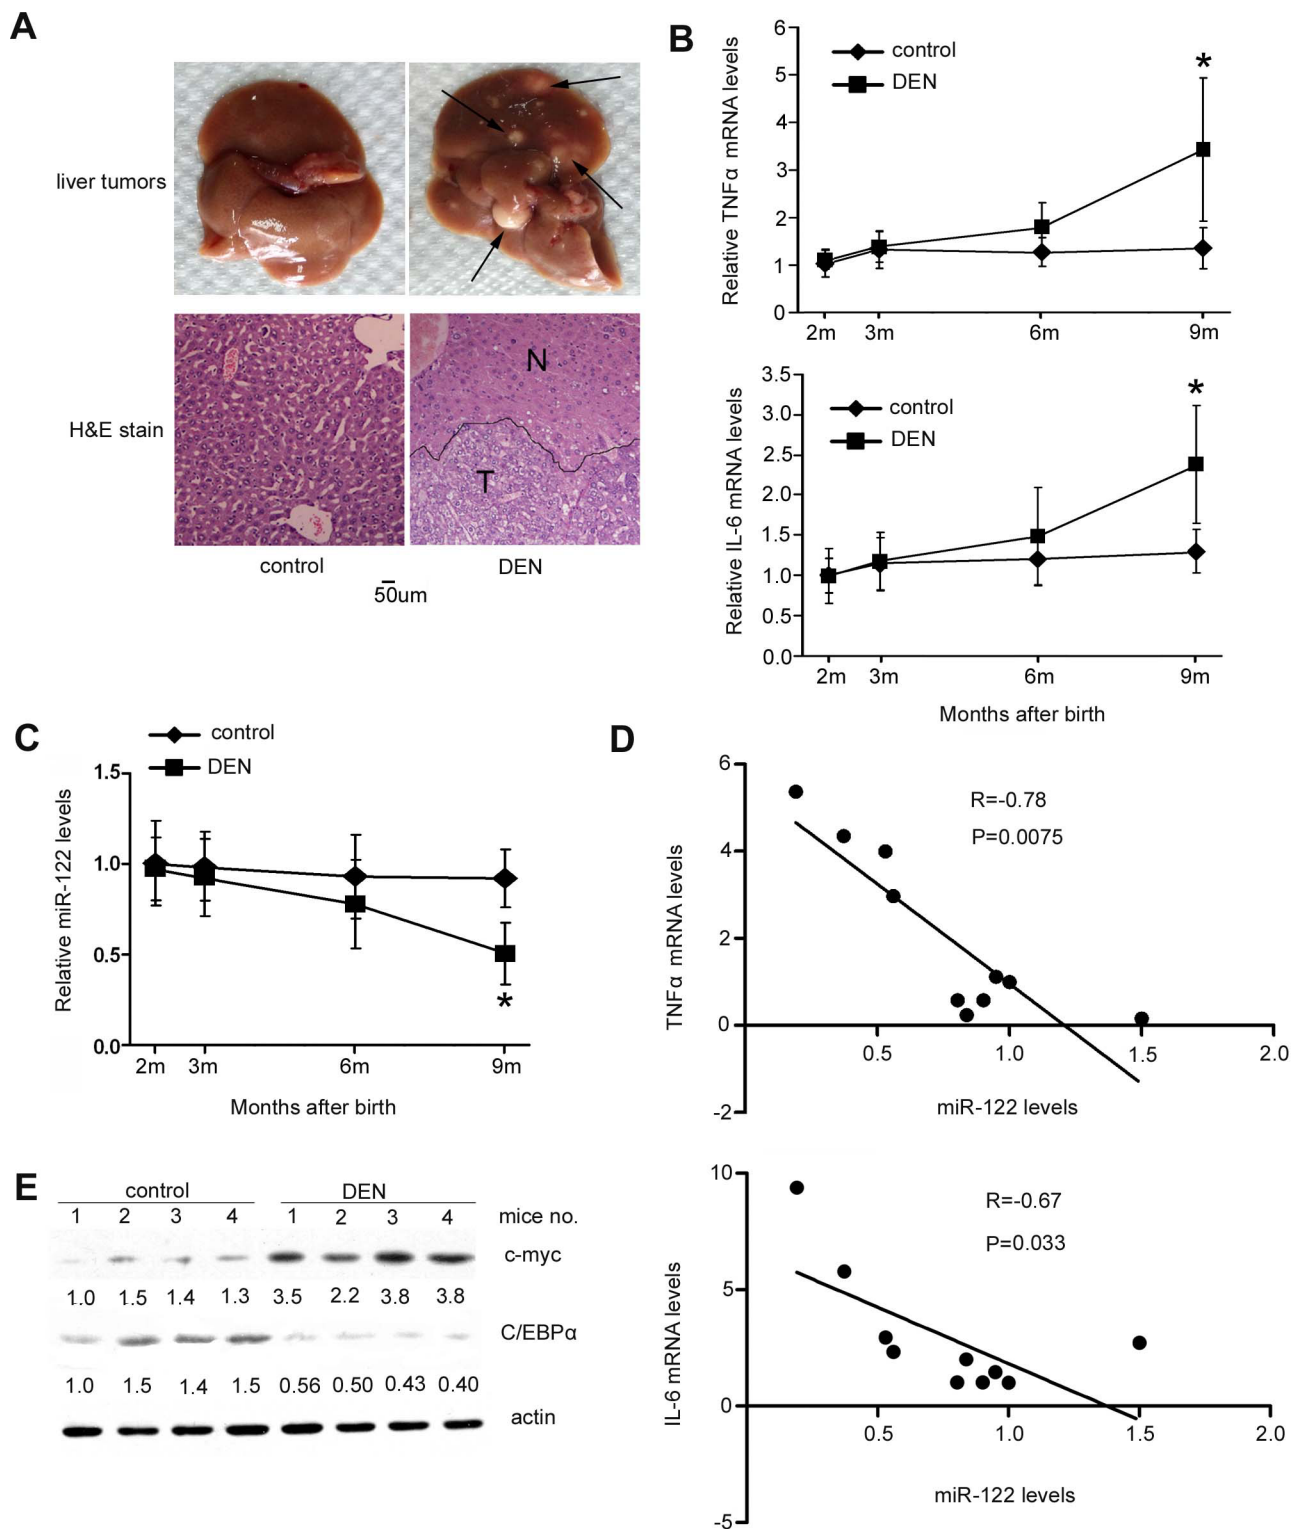 A
liver tumors
H&E stain
N
T
control
DEN
50um
B
control
DEN
*
Relative TNFα mRNA levels
6
5
4
3
2
1
0
2m 3m 6m 9m
control
DEN
*
Relative IL-6 mRNA levels
3.5
3.0
2.5
2.0
1.5
1.0
0.5
0.0
2m 3m 6m 9m
Months after birth
C
control
DEN
Relative miR-122 levels
1.5
1.0
0.5
0.0
*
2m 3m 6m 9m
Months after birth
D
R=-0.78
P=0.0075
TNFα mRNA levels
6
4
2
0
-2
0.5 1.0 1.5 2.0
miR-122 levels
R=-0.67
P=0.033
IL-6 mRNA levels
10
5
0
-5
0.5 1.0 1.5 2.0
miR-122 levels
E
control DEN
1 2 3 4 1 2 3 4 mice no.
c-myc
1.0 1.5 1.4 1.3 3.5 2.2 3.8 3.8
C/EBPα
1.0 1.5 1.4 1.5 0.56 0.50 0.43 0.40
actin